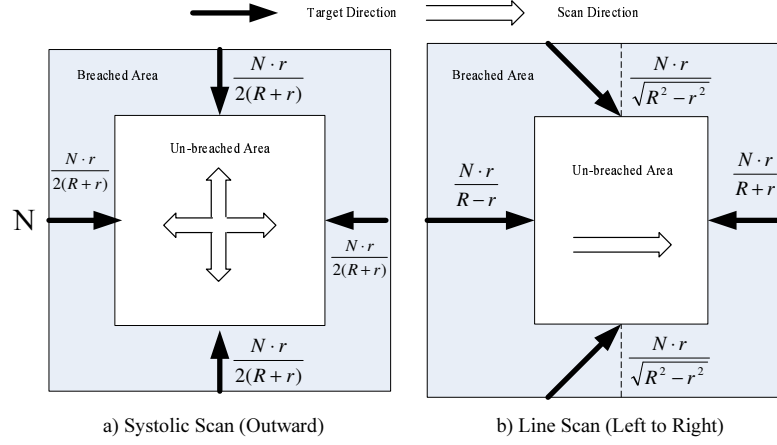 Target Direction
Scan Direction
Breached Area
N · r
2(R + r)
Un-breached Area
N · r
2(R + r)
N
N · r
2(R + r)
N · r
2(R + r)
a) Systolic Scan (Outward)
Breached Area
N · r
√R² − r²
Un-breached Area
N · r
R − r
N · r
R + r
N · r
√R² − r²
b) Line Scan (Left to Right)